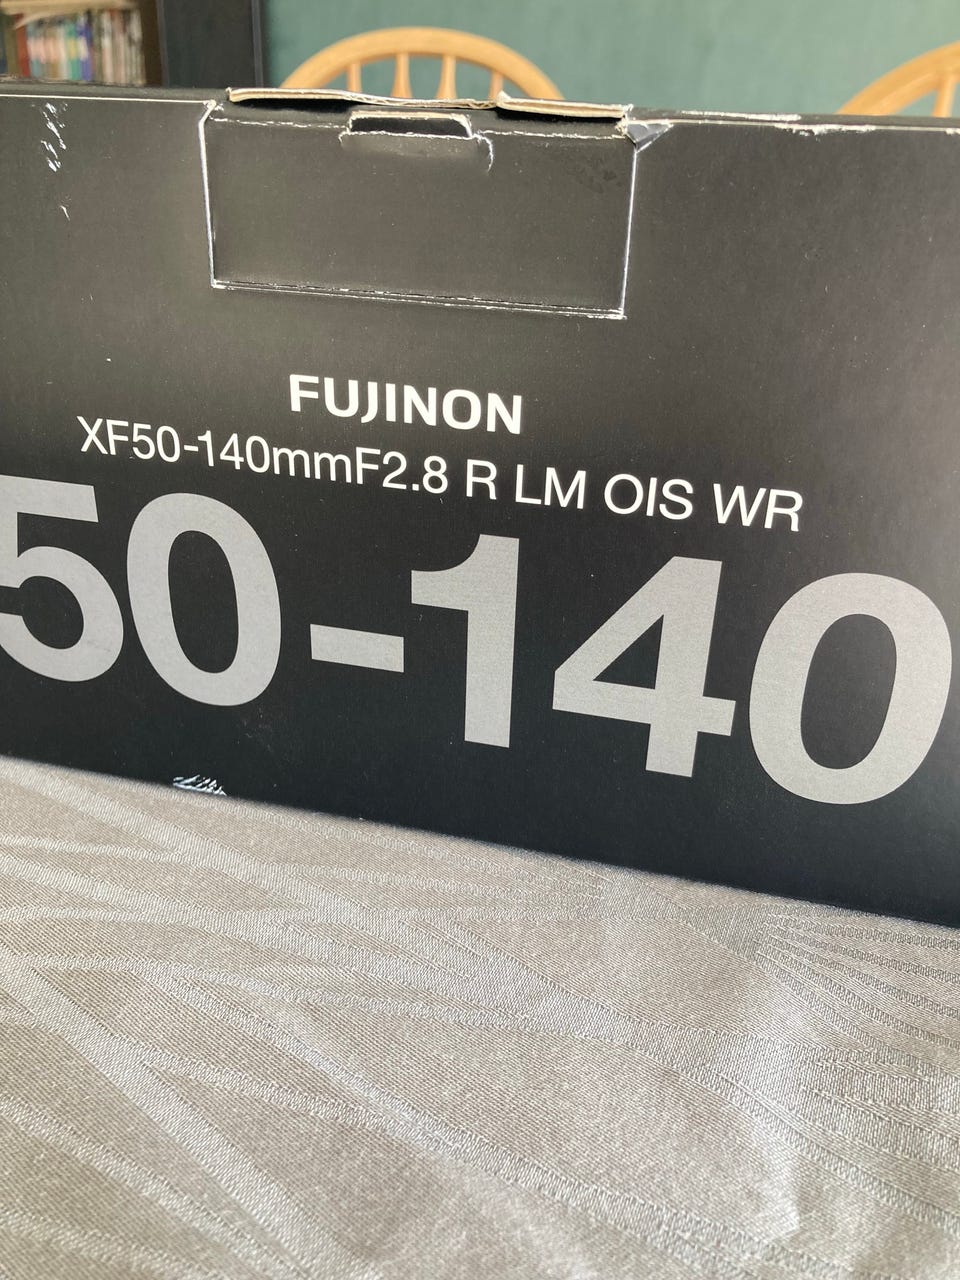 FUJINON
XF50-140mmF2.8 R LM OIS WR
50-140